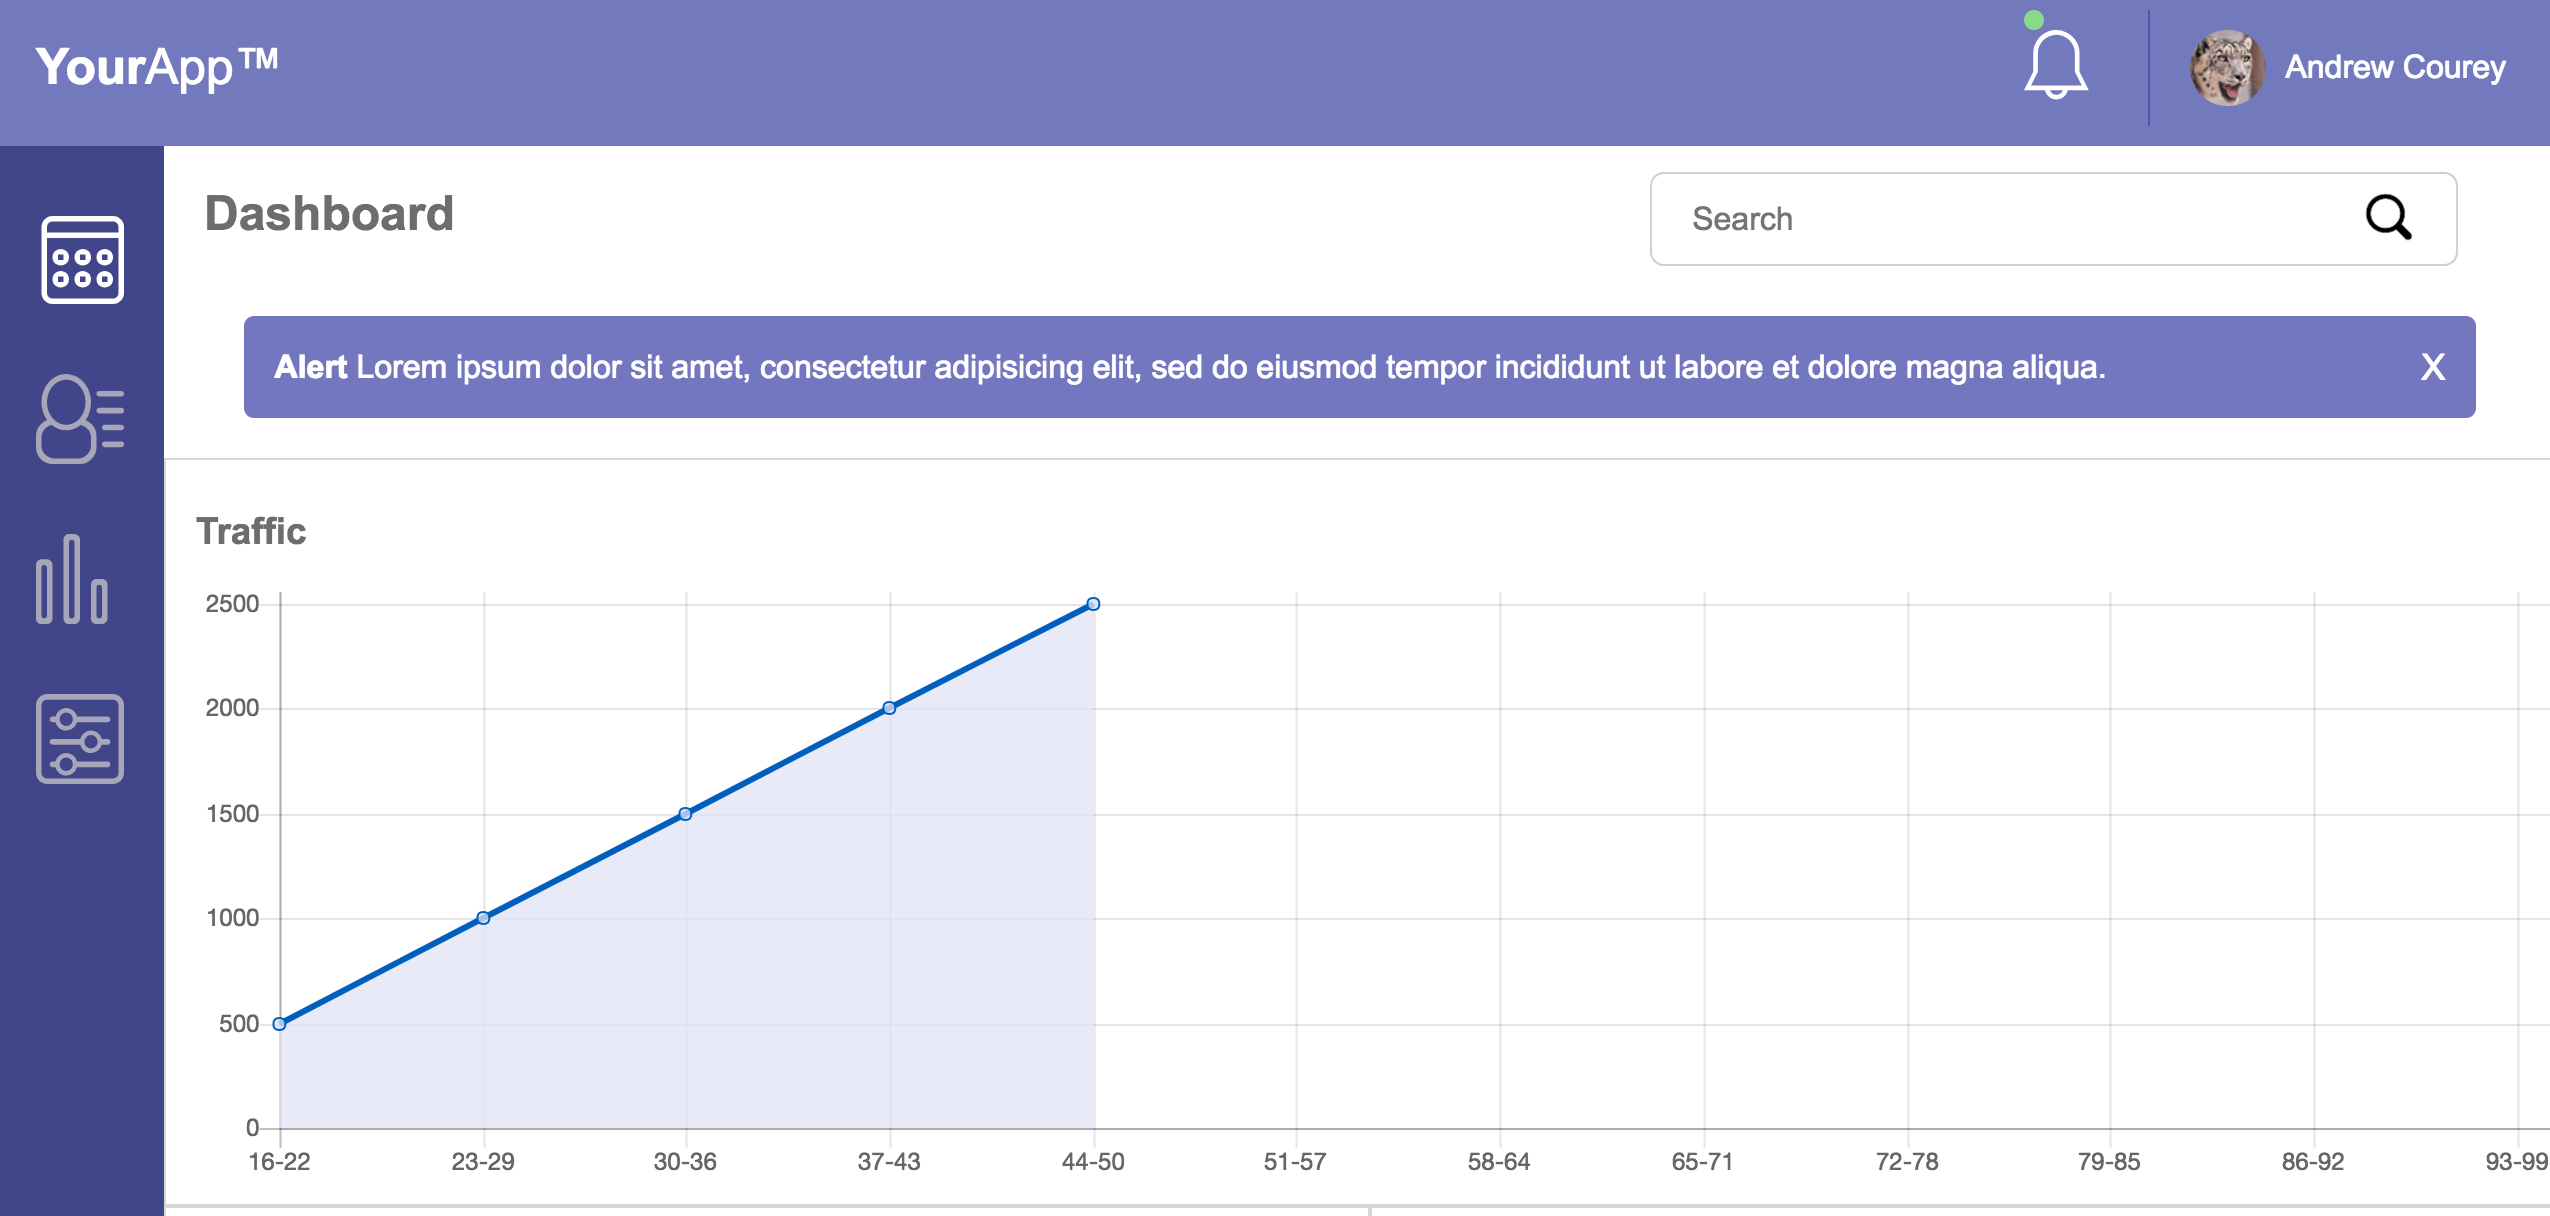 YourApp™
Andrew Courey
Dashboard
Search
Alert Lorem ipsum dolor sit amet, consectetur adipisicing elit, sed do eiusmod tempor incididunt ut labore et dolore magna aliqua.
X
Traffic
2500
2000
1500
1000
500
0
16-22 23-29 30-36 37-43 44-50 51-57 58-64 65-71 72-78 79-85 86-92 93-99